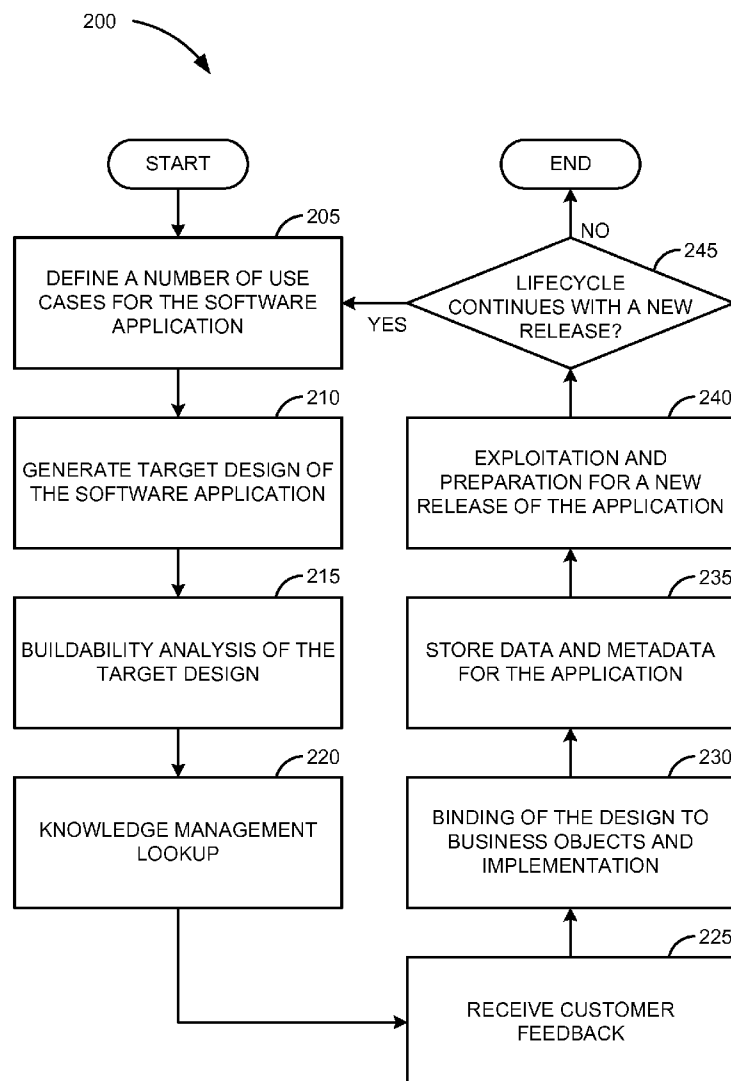 200
START
205
DEFINE A NUMBER OF USE
CASES FOR THE SOFTWARE
APPLICATION
210
GENERATE TARGET DESIGN OF
THE SOFTWARE APPLICATION
215
BUILDABILITY ANALYSIS OF THE
TARGET DESIGN
220
KNOWLEDGE MANAGEMENT
LOOKUP
225
RECEIVE CUSTOMER
FEEDBACK
230
BINDING OF THE DESIGN TO
BUSINESS OBJECTS AND
IMPLEMENTATION
235
STORE DATA AND METADATA
FOR THE APPLICATION
240
EXPLOITATION AND
PREPARATION FOR A NEW
RELEASE OF THE APPLICATION
245
LIFECYCLE
CONTINUES WITH A NEW
RELEASE?
YES
NO
END